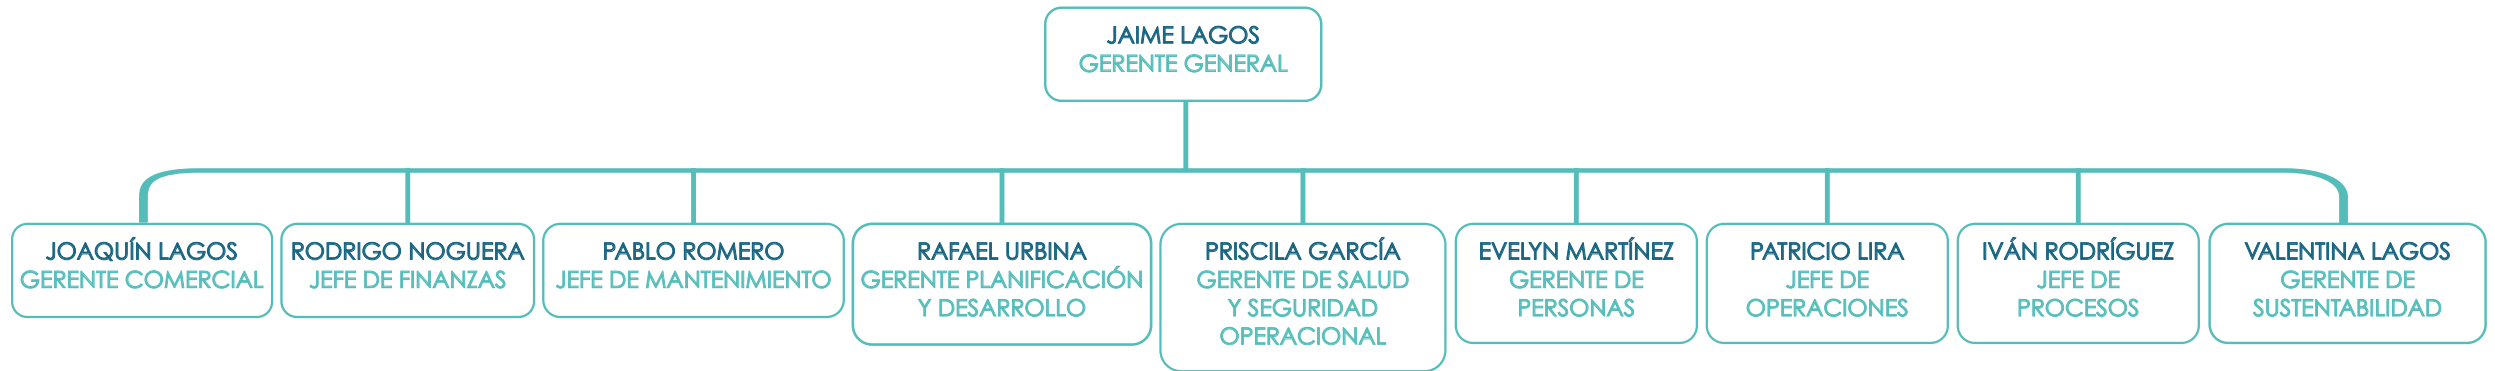 JAIME LAGOS
GERENTE GENERAL
JOAQUÍN LAGOS
GERENTE COMERCIAL
RODRIGO NOGUERA
JEFE DE FINANZAS
PABLO ROMERO
JEFE DE MANTENIMIENTO
RAFAEL URBINA
GERENTE PLANIFICACIÓN
Y DESARROLLO
PRISCILA GARCÍA
GERENTE DE SALUD
Y SEGURIDAD
OPERACIONAL
EVELYN MARTÍNEZ
GERENTE DE
PERSONAS
PATRICIO LIRA
JEFE DE
OPERACIONES
IVÁN RODRÍGUEZ
JEFE DE
PROCESOS
VALENTINA LAGOS
GERENTE DE
SUSTENTABILIDAD